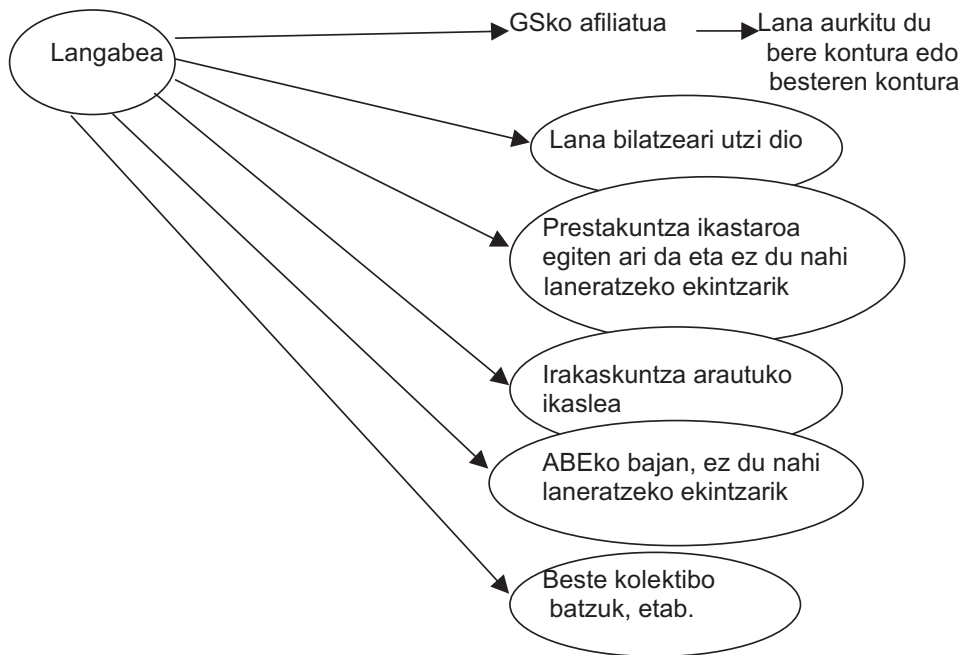 Langabea
GSko afiliatua
Lana aurkitu du
bere kontura edo
besteren kontura
Lana bilatzeari utzi dio
Prestakuntza ikastaroa
egiten ari da eta ez du nahi
laneratzeko ekintzarik
Irakaskuntza arautuko
ikaslea
ABEko bajan, ez du nahi
laneratzeko ekintzarik
Beste kolektibo
batzuk, etab.